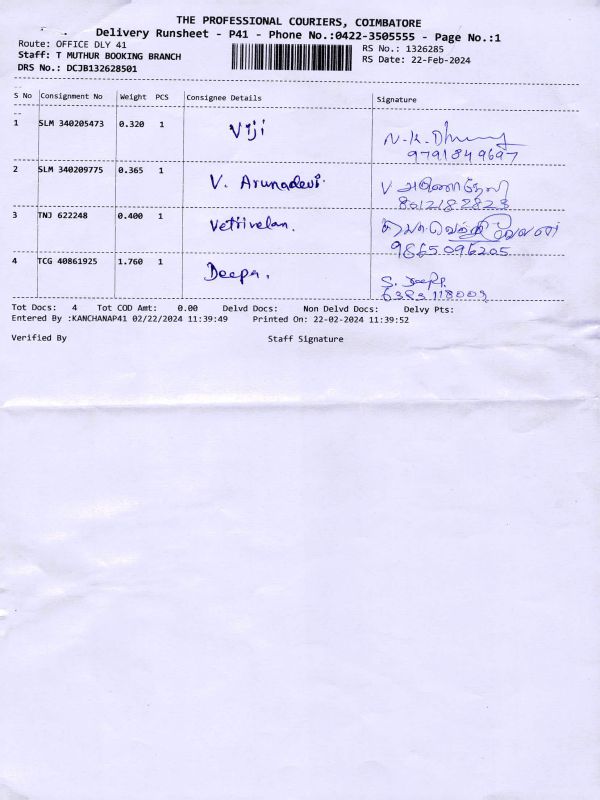 THE PROFESSIONAL COURIERS, COIMBATORE
Delivery Runsheet - P41 - Phone No.:0422-3505555 - Page No.:1
Route: OFFICE DLY 41
RS No.: 1326285
Staff: T MUTHUR BOOKING BRANCH
RS Date: 22-Feb-2024
DRS No.: DCJB132628501
S No Consignment No Weight PCS Consignee Details Signature
1 SLM 340205473 0.320 1 Viji
9791849697
2 SLM 340209775 0.365 1 V. Arunadevi. V அருணாதேவி
8012182823
3 TNJ 622248 0.400 1 Vetrivelan.
9865096205
4 TCG 40861925 1.760 1 Deepa. S. Deepa.
6383118009
Tot Docs: 4 Tot COD Amt: 0.00 Delvd Docs: Non Delvd Docs: Delvy Pts:
Entered By :KANCHANAP41 02/22/2024 11:39:49 Printed On: 22-02-2024 11:39:52
Verified By Staff Signature